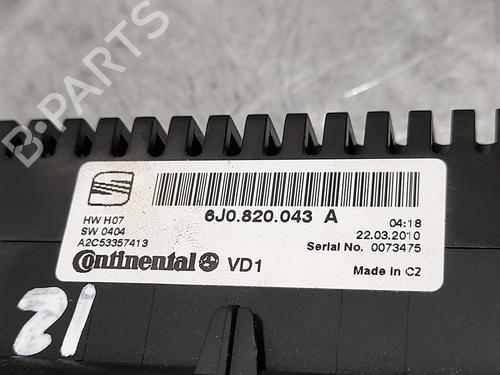 B-PARTS
B-PARTS
6J0.820.043 A
HW H07
SW 0404
A2C53357413
04:18
22.03.2010
Serial No. 0073475
Continental VD1
Made in CZ
21